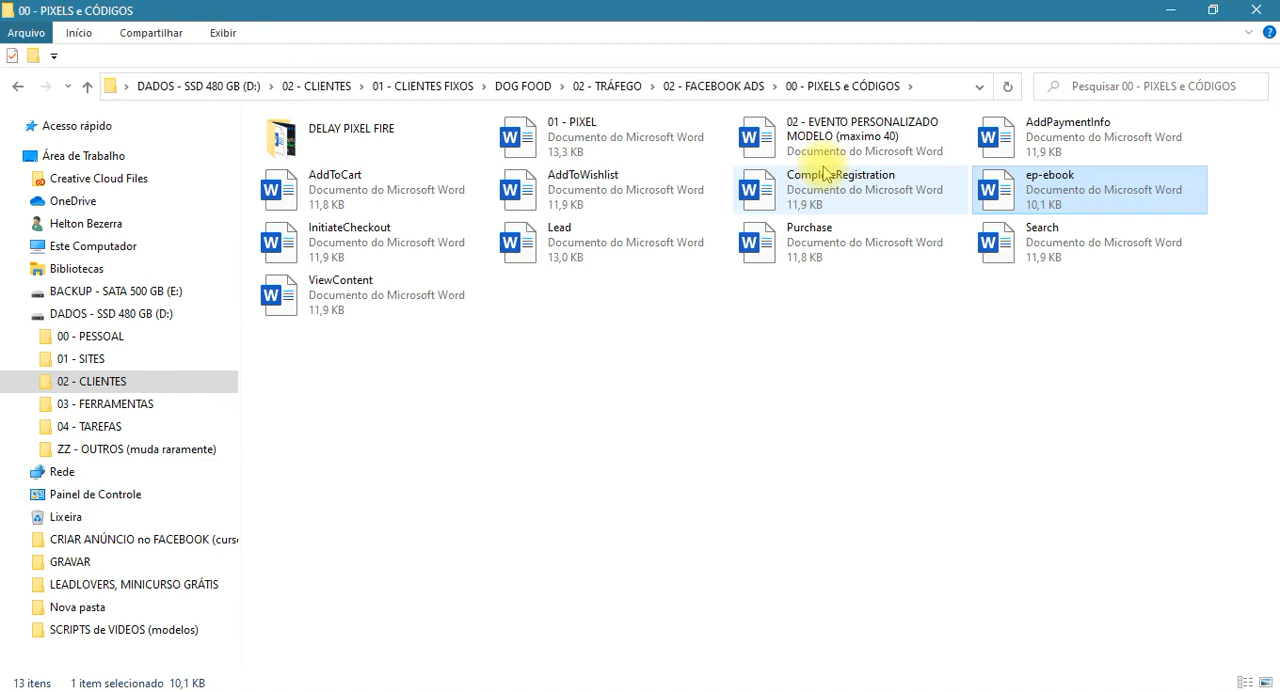 00 - PIXELS e CÓDIGOS
Arquivo Início Compartilhar Exibir
DADOS - SSD 480 GB (D:) 02 - CLIENTES 01 - CLIENTES FIXOS DOG FOOD 02 - TRÁFEGO 02 - FACEBOOK ADS 00 - PIXELS e CÓDIGOS
Pesquisar 00 - PIXELS e CÓDIGOS
Acesso rápido
Área de Trabalho
Creative Cloud Files
OneDrive
Helton Bezerra
Este Computador
Bibliotecas
BACKUP - SATA 500 GB (E:)
DADOS - SSD 480 GB (D:)
00 - PESSOAL
01 - SITES
02 - CLIENTES
03 - FERRAMENTAS
04 - TAREFAS
ZZ - OUTROS (muda raramente)
Rede
Painel de Controle
Lixeira
CRIAR ANÚNCIO no FACEBOOK (curs
GRAVAR
LEADLOVERS, MINICURSO GRÁTIS
Nova pasta
SCRIPTS de VIDEOS (modelos)
DELAY PIXEL FIRE
01 - PIXEL
Documento do Microsoft Word
13,3 KB
02 - EVENTO PERSONALIZADO
MODELO (maximo 40)
Documento do Microsoft Word
AddPaymentInfo
Documento do Microsoft Word
11,9 KB
AddToCart
Documento do Microsoft Word
11,8 KB
AddToWishlist
Documento do Microsoft Word
11,9 KB
CompleteRegistration
Documento do Microsoft Word
11,9 KB
ep-ebook
Documento do Microsoft Word
10,1 KB
InitiateCheckout
Documento do Microsoft Word
11,9 KB
Lead
Documento do Microsoft Word
13,0 KB
Purchase
Documento do Microsoft Word
11,8 KB
Search
Documento do Microsoft Word
11,9 KB
ViewContent
Documento do Microsoft Word
11,9 KB
13 itens 1 item selecionado 10,1 KB